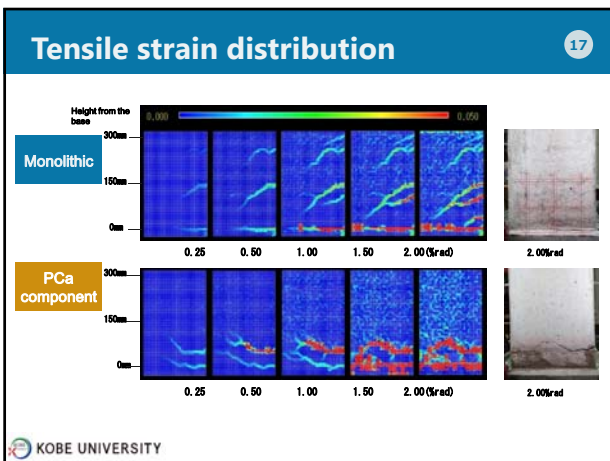 Tensile strain distribution
17
Height from the
base
0.000
0.050
Monolithic
300mm
150mm
0mm
0.25 0.50 1.00 1.50 2.00(%rad)
2.00%rad
PCa
component
300mm
150mm
0mm
0.25 0.50 1.00 1.50 2.00(%rad)
2.00%rad
KOBE UNIVERSITY